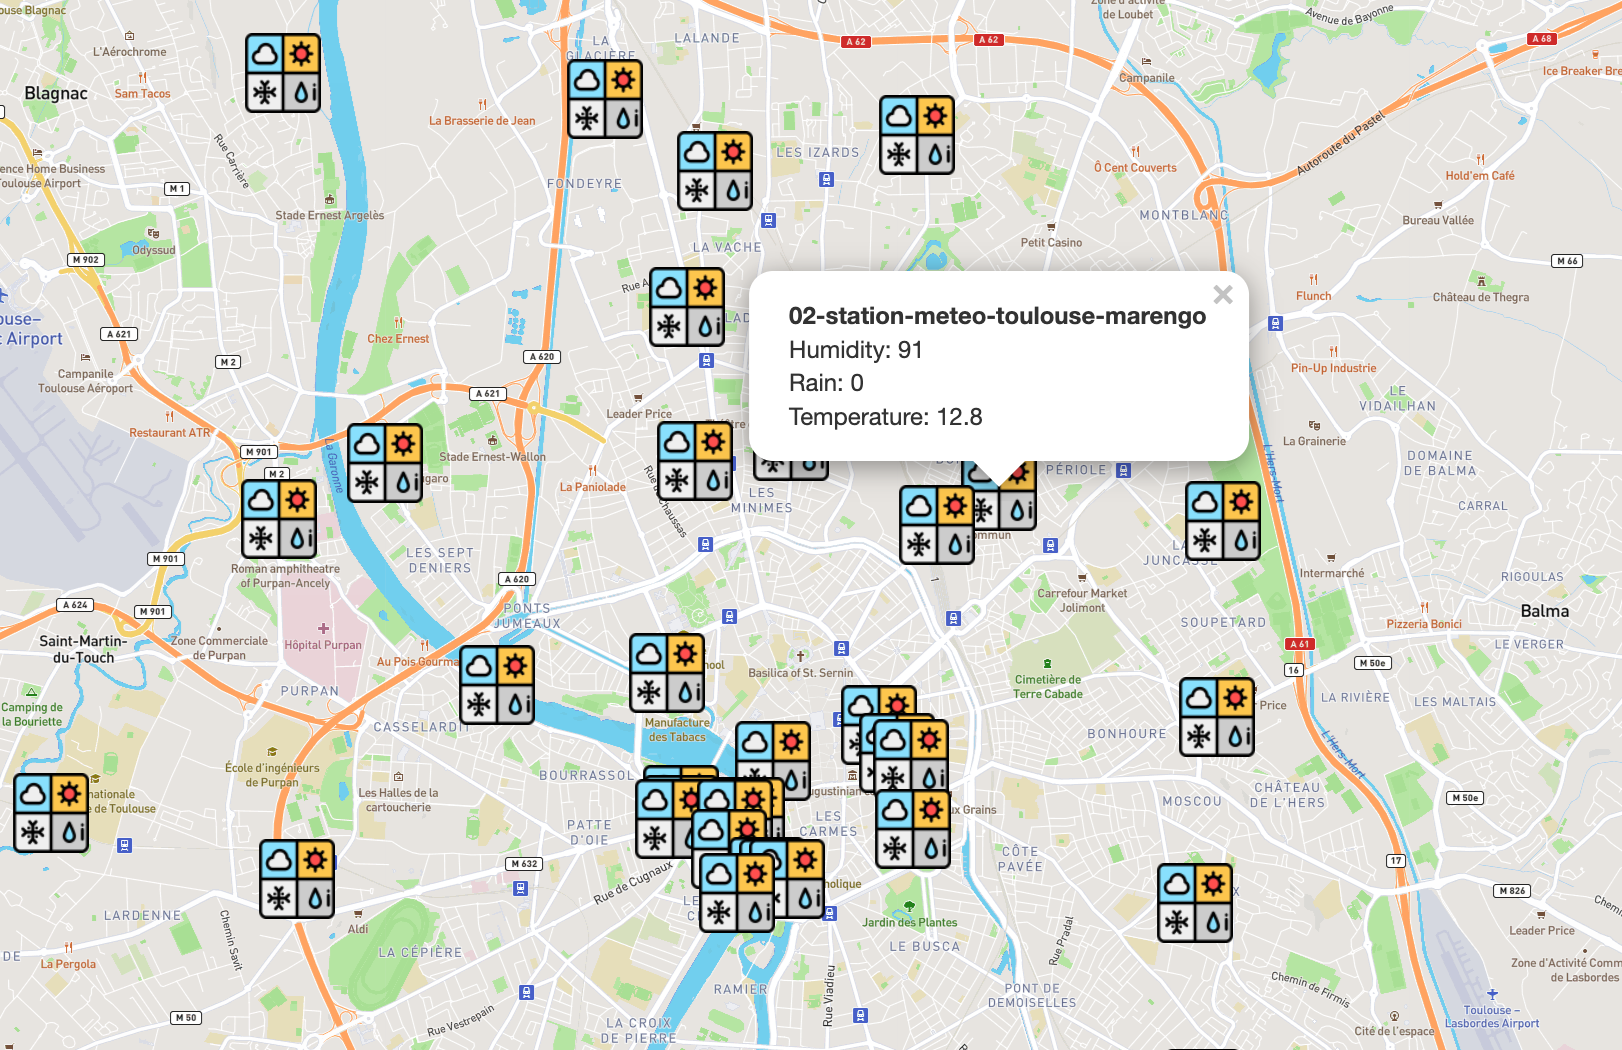 ouse Blagnac
L'Aérochrome
Blagnac
Sam Tacos
LA
GLACIÈRE
LALANDE
A 62
A 62
Zone d'activité
de Loubet
Avenue de Bayonne
A 68
Ice Breaker Bre
Campanile
La Brasserie de Jean
Rue Carrière
ence Home Business
Toulouse Airport
M 1
LES IZARDS
FONDEYRE
Stade Ernest Argelès
Ô Cent Couverts
Autoroute du Pastel
Hold'em Café
MONTBLANC
Bureau Vallée
Odyssud
M 902
LA VACHE
Petit Casino
M 66
Rue A
Flunch
Château de Thegra
02-station-meteo-toulouse-marengo
Humidity: 91
Rain: 0
Temperature: 12.8
ouse–
Airport
A 621
Chez Ernest
A 620
M 2
Campanile
Toulouse Aéroport
A 621
Leader Price
Pin-Up Industrie
LE
VIDAILHAN
Restaurant ATR
La Garonne
M 901
M 2
Stade Ernest-Wallon
La Paniolade
LES
MINIMES
PÉRIOLE
La Grainerie
L'Hers-Mort
DOMAINE
DE BALMA
CARRAL
M 901
Roman amphitheatre
of Purpan-Ancely
LES SEPT
DENIERS
A 620
PONTS
JUMEAUX
ommun
Carrefour Market
Jolimont
Intermarché
RIGOULAS
Balma
A 624
M 901
Saint-Martin-
du-Touch
Zone Commerciale
de Purpan
Hôpital Purpan
Au Pois Gourma
SOUPETARD
Pizzeria Bonici
A 61
LE VERGER
16
M 50e
PURPAN
Basilica of St. Sernin
Cimetière de
Terre Cabade
Price
LA RIVIÈRE
LES MALTAIS
Camping de
la Bouriette
CASSELARDIT
Manufacture
des Tabacs
BONHOURE
L'Hers-Mort
École d'ingénieurs
de Purpan
BOURRASSOL
ugustinian
Les Halles de la
cartoucherie
nationale
e de Toulouse
PATTE
D'OIE
LES
CARMES
ux Grains
MOSCOU
CHÂTEAU
DE L'HERS
M 50e
CÔTE
PAVÉE
M 632
Rue de Cugnaux
holique
17
M 826
LARDENNE
Chemin Savit
Aldi
Jardin des Plantes
LE BUSCA
Rue Pradal
Leader Price
LA CÉPIÈRE
La Pergola
RAMIER
Rue Viadieu
PONT DE
DEMOISELLES
Chemin de Firmis
Zone d'Activité Comm
de Lasbordes
Toulouse –
Lasbordes Airport
M 50
Rue Vestrepain
LA CROIX
DE PIERRE
Cité de l'espace